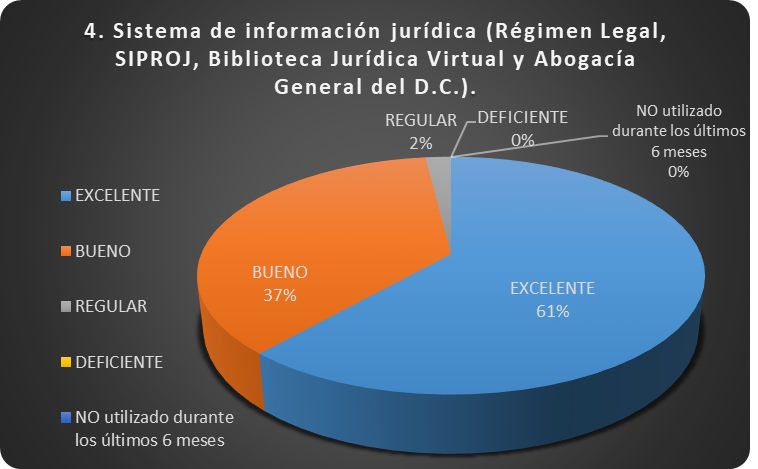 4. Sistema de información jurídica (Régimen Legal,
SIPROJ, Biblioteca Jurídica Virtual y Abogacía
General del D.C.).
REGULAR
2%
DEFICIENTE
0%
NO utilizado
durante los últimos
6 meses
0%
EXCELENTE
BUENO
REGULAR
DEFICIENTE
NO utilizado durante
los últimos 6 meses
BUENO
37%
EXCELENTE
61%